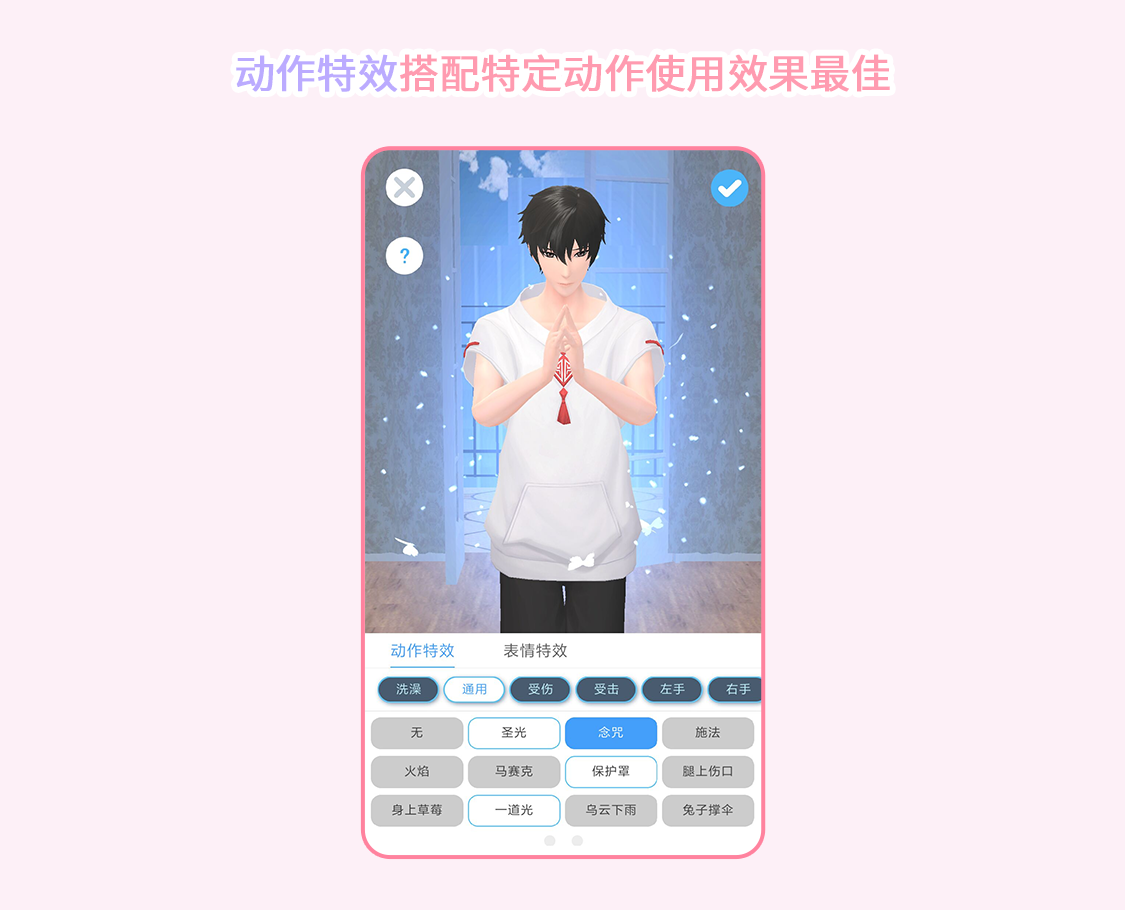 动作特效搭配特定动作使用效果最佳
?
动作特效 表情特效
洗澡 通用 受伤 受击 左手 右手
无 圣光 念咒 施法
火焰 马赛克 保护罩 腿上伤口
身上草莓 一道光 乌云下雨 兔子撑伞